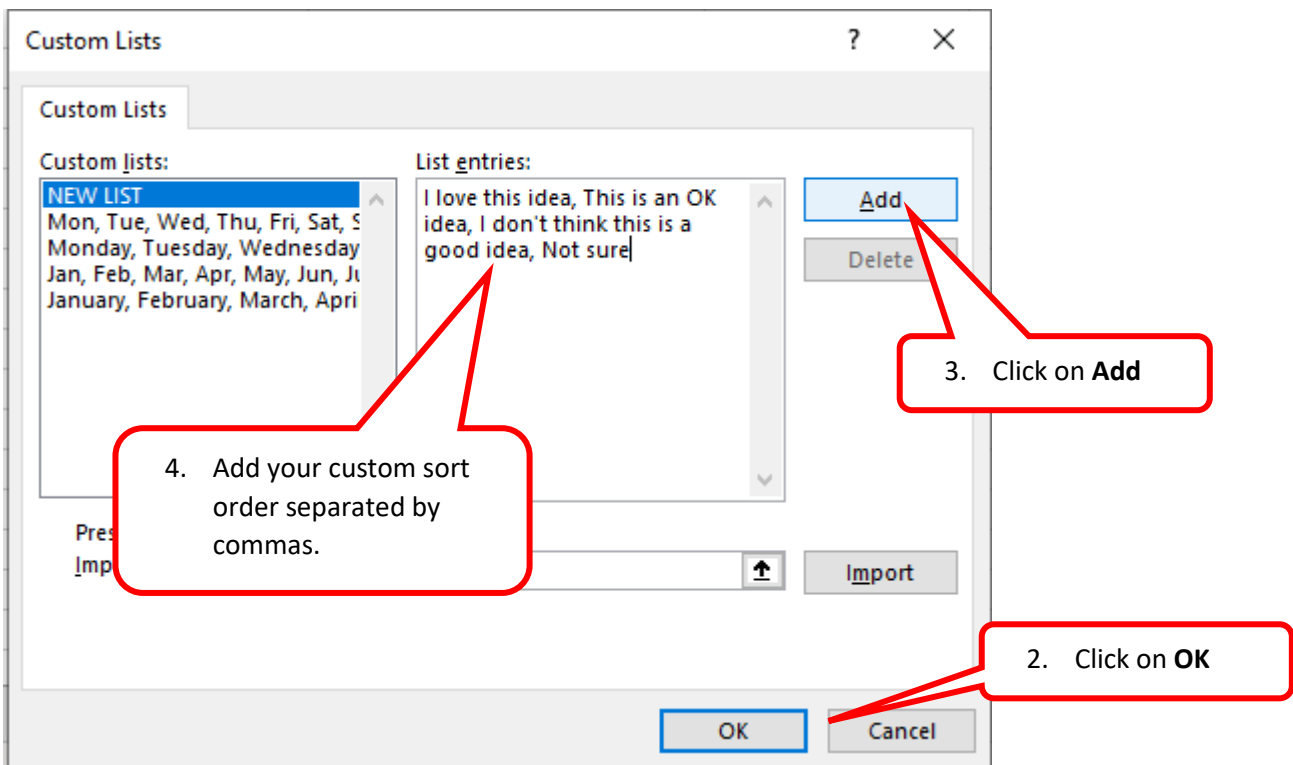 Custom Lists
?
Custom Lists
Custom lists:
NEW LIST
Mon, Tue, Wed, Thu, Fri, Sat,
Monday, Tuesday, Wednesday
Jan, Feb, Mar, Apr, May, Jun,
January, February, March, Apri
List entries:
I love this idea, This is an OK
idea, I don't think this is a
good idea, Not sure
Add
Delete
3. Click on Add
4. Add your custom sort
order separated by
commas.
Pres
Imp
Import
2. Click on OK
OK
Cancel